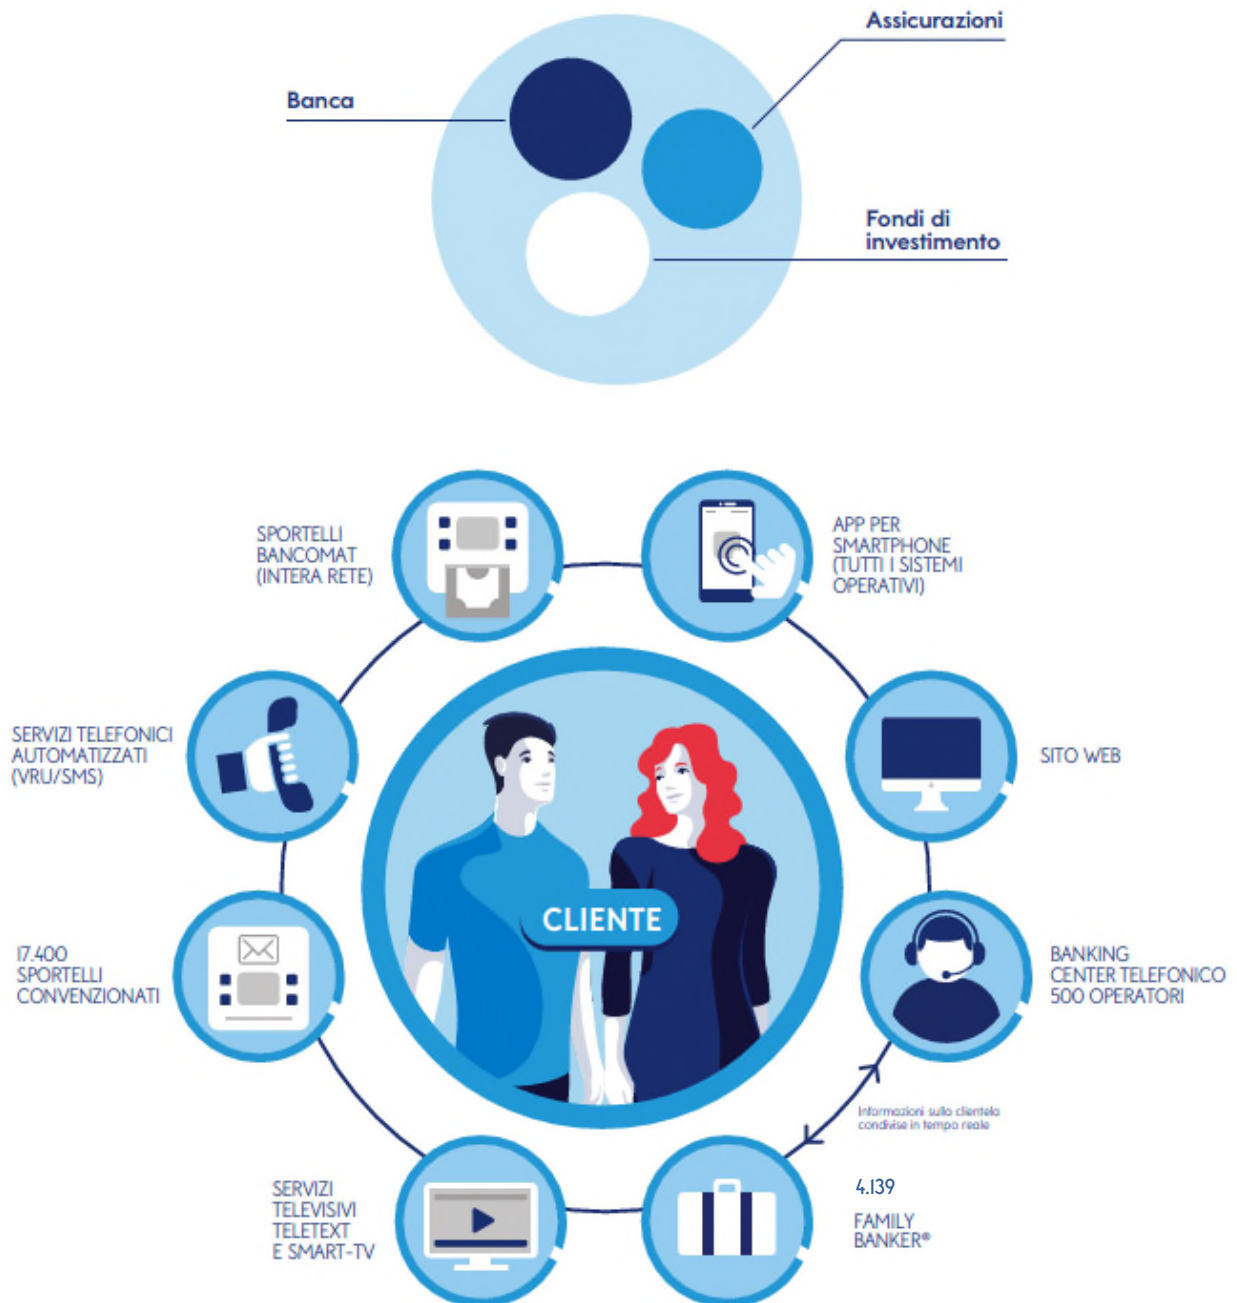 Assicurazioni
Banca
Fondi di
investimento
SPORTELLI
BANCOMAT
(INTERA RETE)
APP PER
SMARTPHONE
(TUTTI I SISTEMI
OPERATIVI)
SERVIZI TELEFONICI
AUTOMATIZZATI
(VRU/SMS)
SITO WEB
CLIENTE
17.400
SPORTELLI
CONVENZIONATI
BANKING
CENTER TELEFONICO
500 OPERATORI
Informazioni sulla clientela
condivise in tempo reale
SERVIZI
TELEVISIVI
TELETEXT
E SMART-TV
4.139
FAMILY
BANKER®